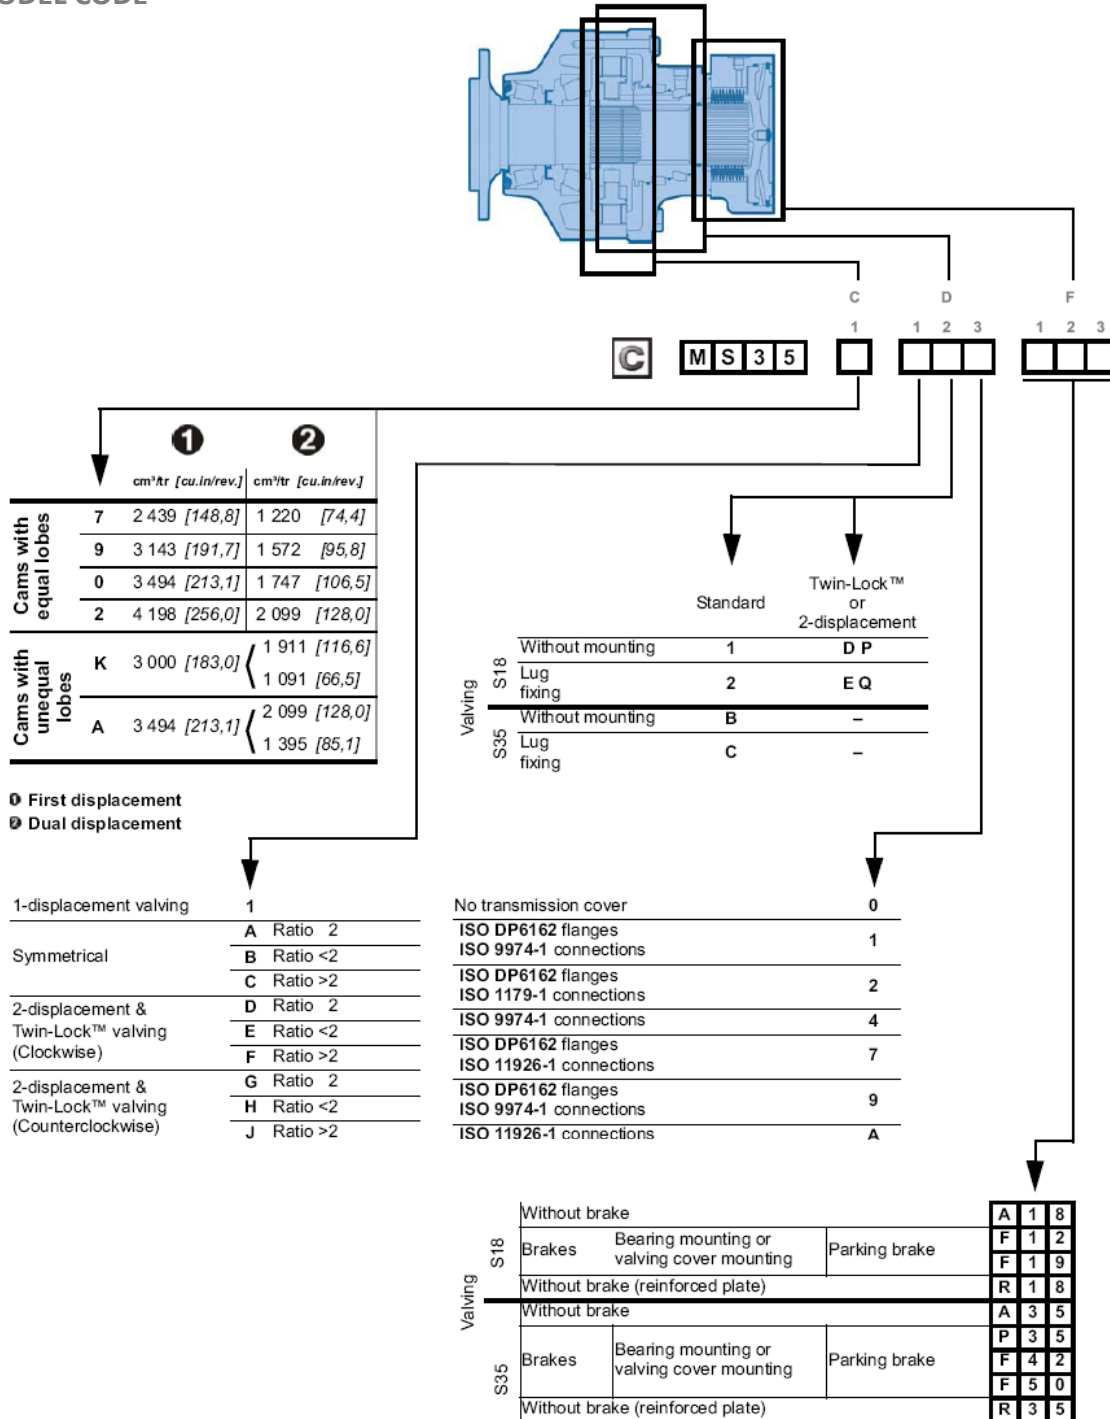 ODEL CODE
C D F
1 1 2 3 1 2 3
C M S 3 5
1 2
cm³/tr [cu.in/rev.] cm³/tr [cu.in/rev.]
Cams with equal lobes
7 2 439 [148,8] 1 220 [74,4]
9 3 143 [191,7] 1 572 [95,8]
0 3 494 [213,1] 1 747 [106,5]
2 4 198 [256,0] 2 099 [128,0]
Cams with unequal lobes
K 3 000 [183,0] 1 911 [116,6]
1 091 [66,5]
A 3 494 [213,1] 2 099 [128,0]
1 395 [85,1]
1 First displacement
2 Dual displacement
Standard
Twin-Lock™
or
2-displacement
Valving
S18
Without mounting 1 D P
Lug
fixing 2 E Q
S35
Without mounting B –
Lug
fixing C –
1-displacement valving 1
Symmetrical
A Ratio 2
B Ratio <2
C Ratio >2
2-displacement &
Twin-Lock™ valving
(Clockwise)
D Ratio 2
E Ratio <2
F Ratio >2
2-displacement &
Twin-Lock™ valving
(Counterclockwise)
G Ratio 2
H Ratio <2
J Ratio >2
No transmission cover 0
ISO DP6162 flanges
ISO 9974-1 connections 1
ISO DP6162 flanges
ISO 1179-1 connections 2
ISO 9974-1 connections 4
ISO DP6162 flanges
ISO 11926-1 connections 7
ISO DP6162 flanges
ISO 9974-1 connections 9
ISO 11926-1 connections A
Valving
S18
Without brake A 1 8
Brakes
Bearing mounting or
valving cover mounting
Parking brake
F 1 2
F 1 9
Without brake (reinforced plate) R 1 8
S35
Without brake A 3 5
Brakes
Bearing mounting or
valving cover mounting
Parking brake
P 3 5
F 4 2
F 5 0
Without brake (reinforced plate) R 3 5